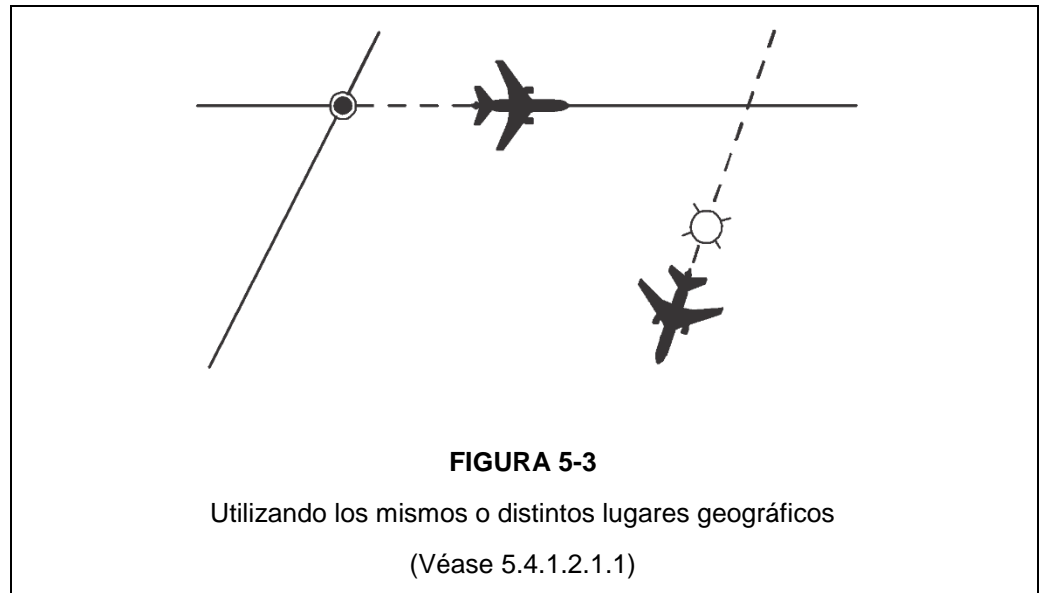 FIGURA 5-3
Utilizando los mismos o distintos lugares geográficos
(Véase 5.4.1.2.1.1)